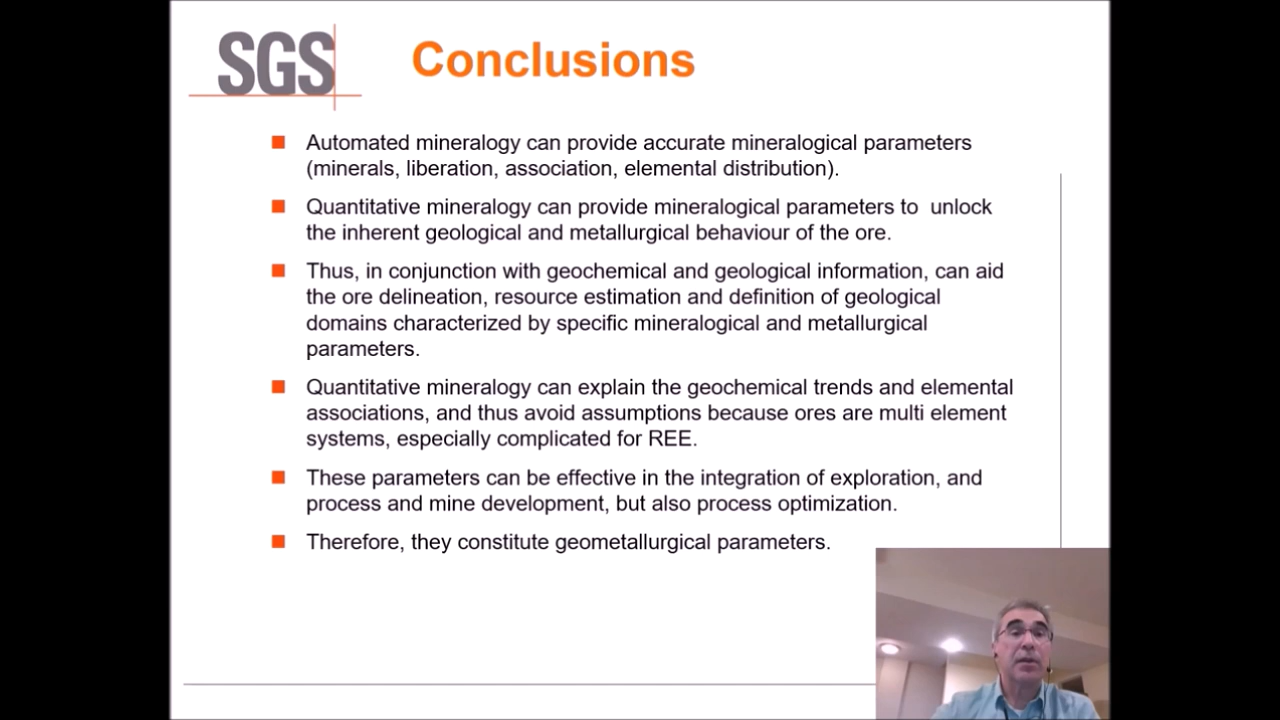 SGS
Conclusions
Automated mineralogy can provide accurate mineralogical parameters
(minerals, liberation, association, elemental distribution).
Quantitative mineralogy can provide mineralogical parameters to  unlock
the inherent geological and metallurgical behaviour of the ore.
Thus, in conjunction with geochemical and geological information, can aid
the ore delineation, resource estimation and definition of geological
domains characterized by specific mineralogical and metallurgical
parameters.
Quantitative mineralogy can explain the geochemical trends and elemental
associations, and thus avoid assumptions because ores are multi element
systems, especially complicated for REE.
These parameters can be effective in the integration of exploration, and
process and mine development, but also process optimization.
Therefore, they constitute geometallurgical parameters.